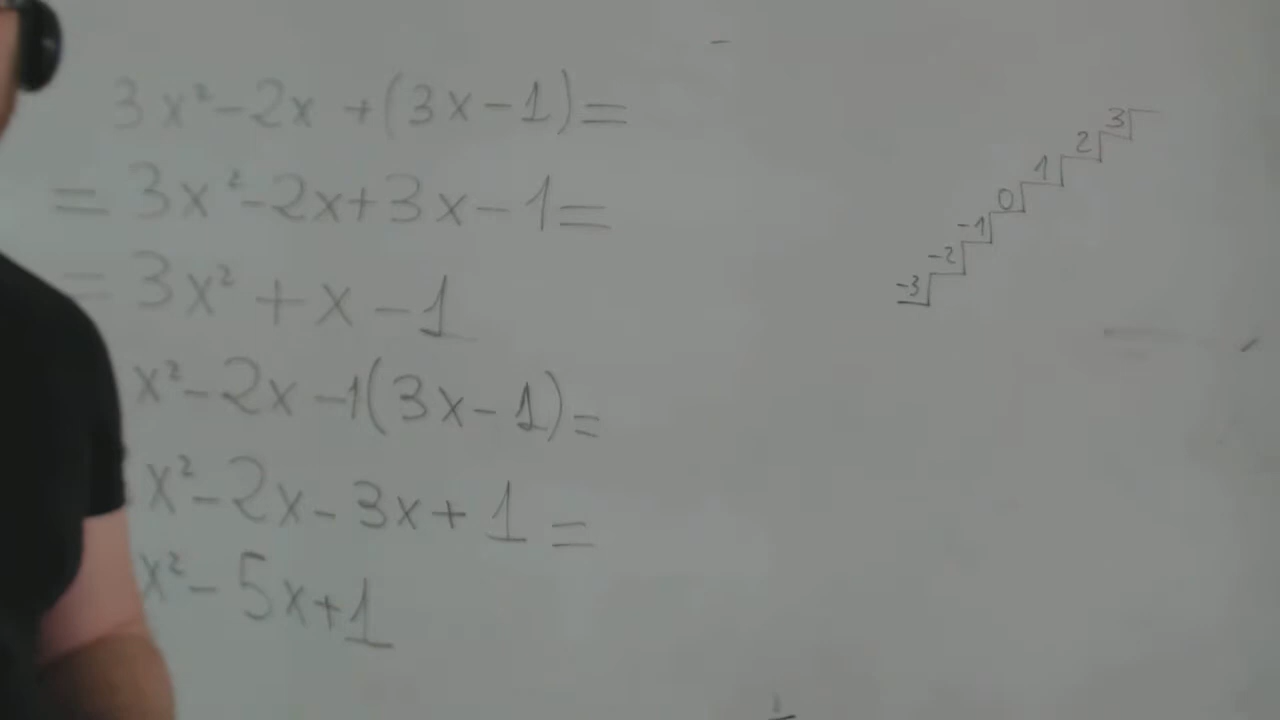 3x²-2x+(3x-1)=
=3x²-2x+3x-1=
=3x²+x-1
x²-2x-1(3x-1)=
x²-2x-3x+1=
x²-5x+1
3
2
1
0
-1
-2
-3